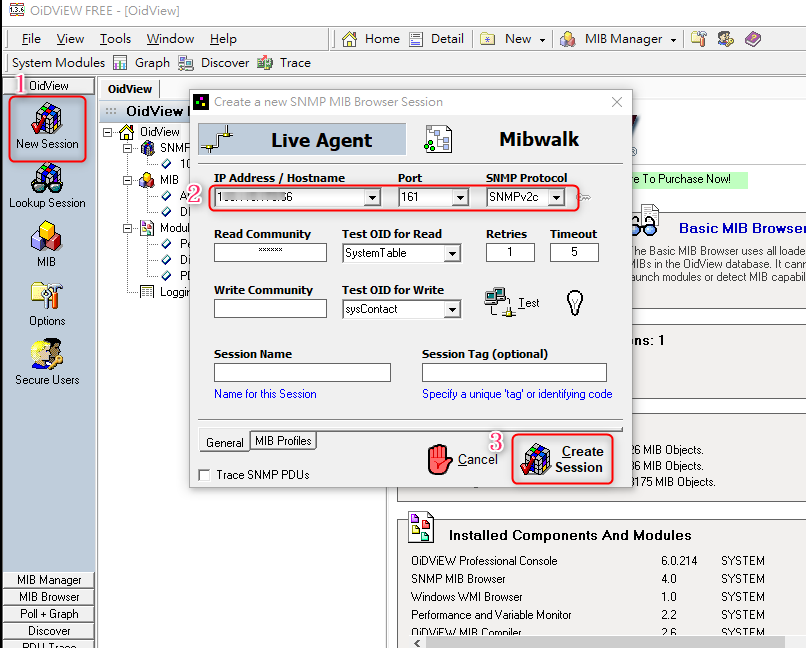 OiDViEW FREE - [OidView]
File View Tools Window Help Home Detail New MIB Manager
System Modules Graph Discover Trace
1
OidView
New Session
Lookup Session
MIB
Options
Secure Users
MIB Manager
MIB Browser
Poll + Graph
Discover
PDU Trace
OidView
OidView
OidView
SNMP
10
MIB
Modul
Pe
Di
PD
Loggin
Create a new SNMP MIB Browser Session
Live Agent
Mibwalk
IP Address / Hostname Port SNMP Protocol
2
161 SNMPv2c
Read Community Test OID for Read Retries Timeout
****** SystemTable 1 5
Write Community Test OID for Write
sysContact
Test
Session Name Session Tag (optional)
Name for this Session Specify a unique 'tag' or identifying code
General MIB Profiles
3
Cancel
Create
Session
Trace SNMP PDUs
re To Purchase Now!
Basic MIB Browser
The Basic MIB Browser uses all loade
MIBs in the OidView database. It cann
aunch modules or detect MIB capabil
ns: 1
26 MIB Objects.
36 MIB Objects.
3175 MIB Objects.
Installed Components And Modules
OiDViEW Professional Console 6.0.214 SYSTEM
SNMP MIB Browser 4.0 SYSTEM
Windows WMI Browser 1.0 SYSTEM
Performance and Variable Monitor 2.2 SYSTEM
OiDViEW MIB Compiler 2.6 SYSTEM